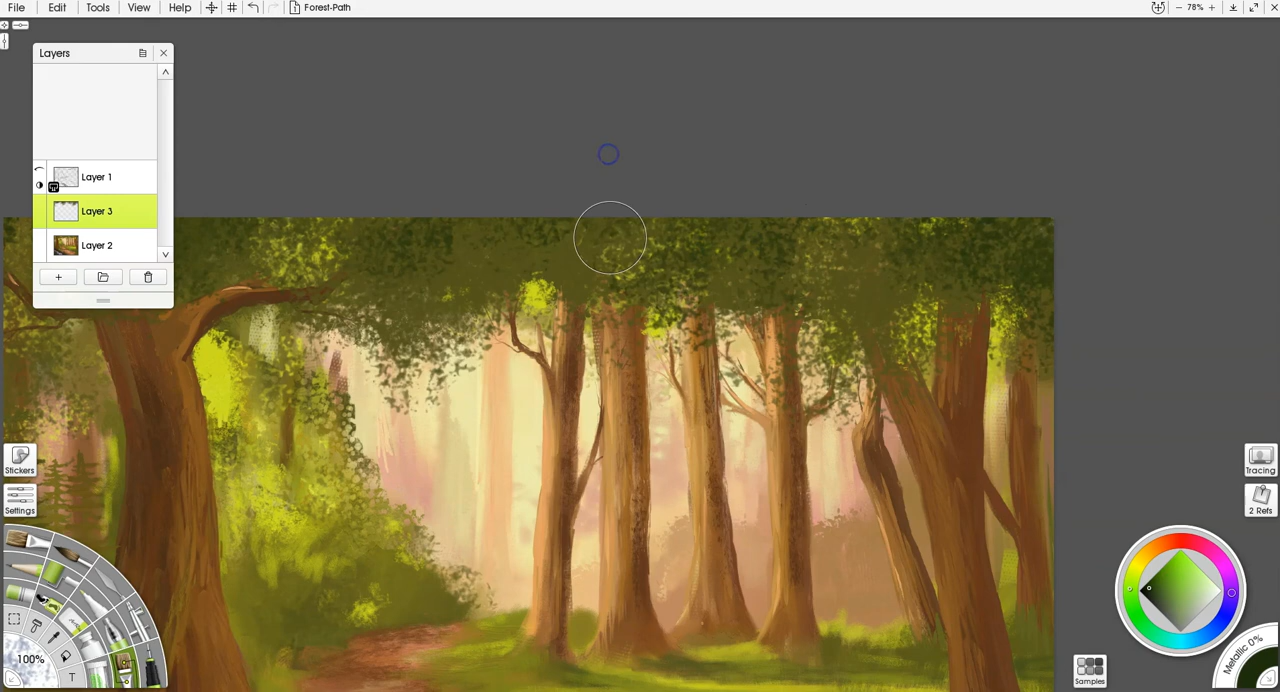 File Edit Tools View Help Forest-Path − 78% +
Layers
Layer 1
Layer 3
Layer 2
+
Stickers
Settings
Tracing
2 Refs
100%
T
Metallic 0%
Samples